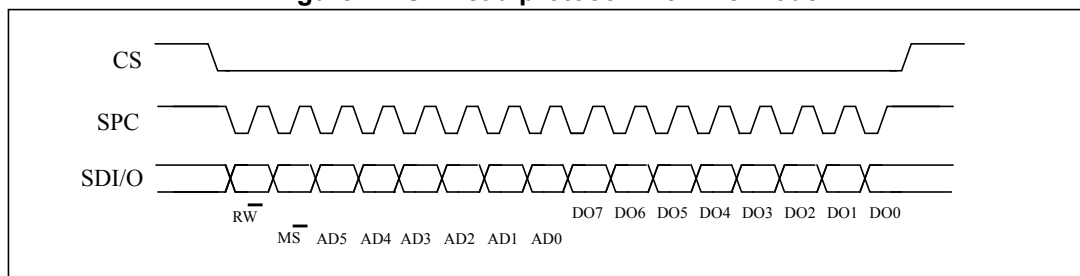 CS
SPC
SDI/O
RW
DO7 DO6 DO5 DO4 DO3 DO2 DO1 DO0
MS AD5 AD4 AD3 AD2 AD1 AD0